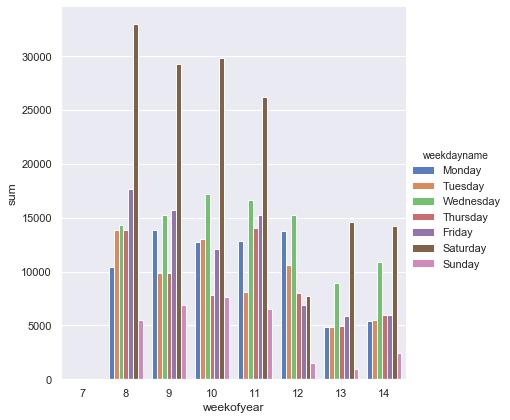 30000
25000
20000
15000
10000
5000
0
sum
7 8 9 10 11 12 13 14
weekofyear
weekdayname
Monday
Tuesday
Wednesday
Thursday
Friday
Saturday
Sunday